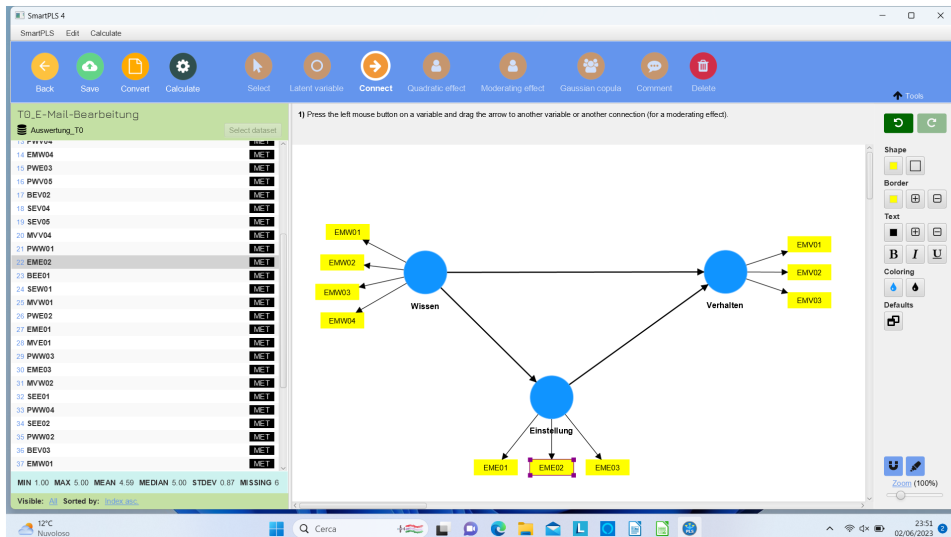 SmartPLS 4
SmartPLS Edit Calculate
Back Save Convert Calculate Select Latent variable Connect Quadratic effect Moderating effect Gaussian copula Comment Delete
Tools
T0_E-Mail-Bearbeitung
Auswertung_T0 Select dataset
1) Press the left mouse button on a variable and drag the arrow to another variable or another connection (for a moderating effect).
13 PWV04 MET
14 EMW04 MET
15 PWE03 MET
16 PWV05 MET
17 BEV02 MET
18 SEV04 MET
19 SEV05 MET
20 MVV04 MET
21 PWW01 MET
22 EME02 MET
23 BEE01 MET
24 SEW01 MET
25 MVW01 MET
26 PWE02 MET
27 EME01 MET
28 MVE01 MET
29 PWW03 MET
30 EME03 MET
31 MVW02 MET
32 SEE01 MET
33 PWW04 MET
34 SEE02 MET
35 PWW02 MET
36 BEV03 MET
37 EMW01 MET
MIN 1.00 MAX 5.00 MEAN 4.59 MEDIAN 5.00 STDEV 0.87 MISSING 6
Visible: All Sorted by: Index asc.
EMW01
EMW02
EMW03
EMW04
Wissen
EMV01
EMV02
EMV03
Verhalten
Einstellung
EME01 EME02 EME03
Shape
Border
Text
B I U
Coloring
Defaults
Zoom (100%)
12°C
Nuvoloso
Cerca
L
PLS
23:51
02/06/2023
2